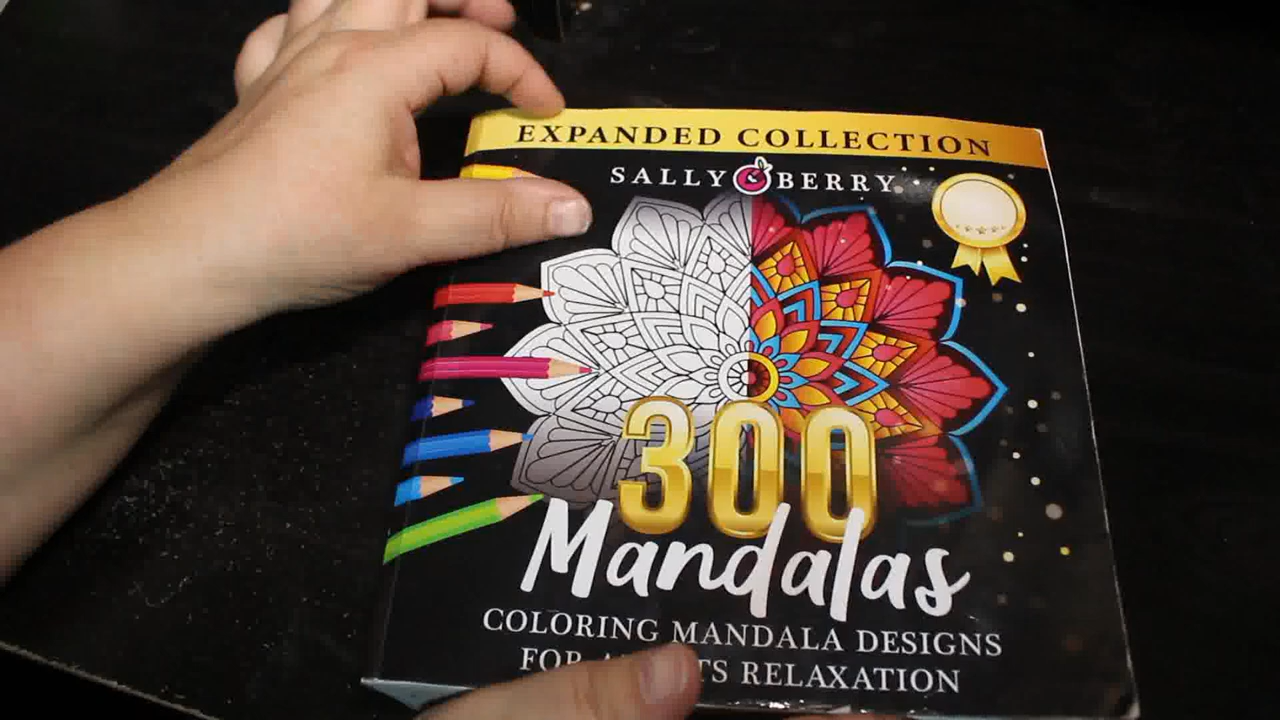 EXPANDED COLLECTION
SALLY BERRY
300
Mandalas
COLORING MANDALA DESIGNS
FOR RELAXATION